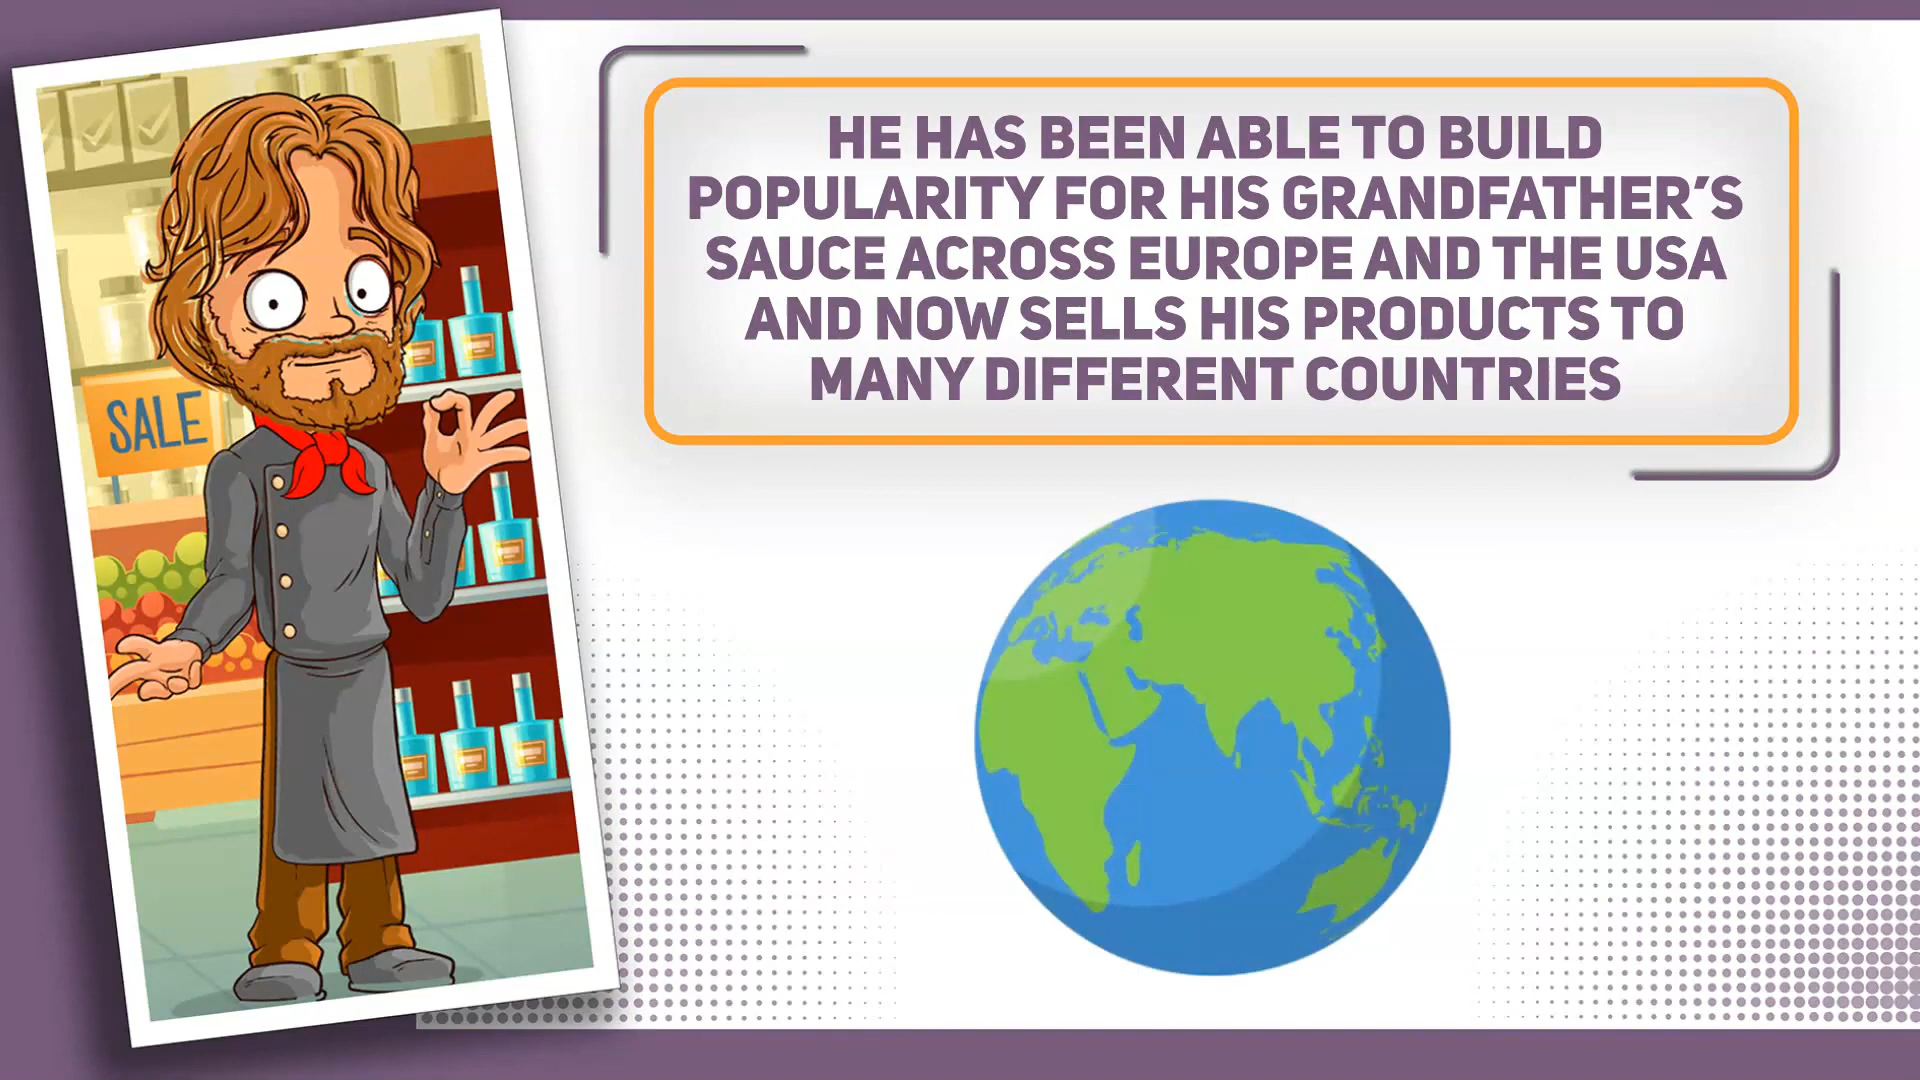 HE HAS BEEN ABLE TO BUILD
POPULARITY FOR HIS GRANDFATHER’S
SAUCE ACROSS EUROPE AND THE USA
AND NOW SELLS HIS PRODUCTS TO
MANY DIFFERENT COUNTRIES
SALE